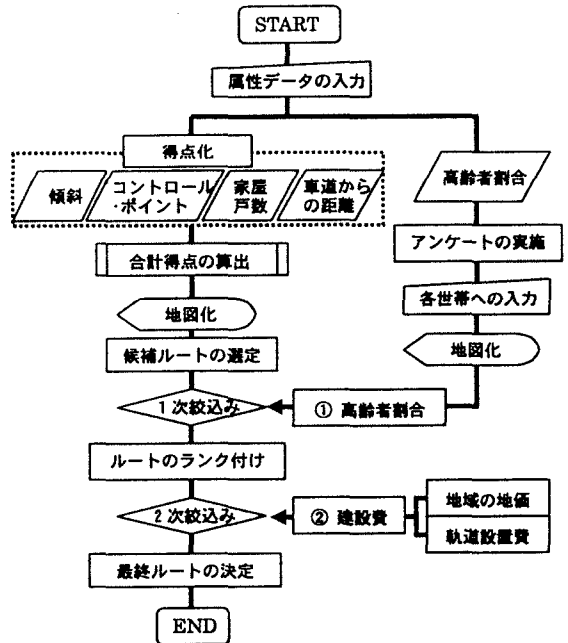 START
属性データの入力
得点化
傾斜
コントロール
・ポイント
家屋
戸数
車道から
の距離
合計得点の算出
地図化
候補ルートの選定
高齢者割合
アンケートの実施
各世帯への入力
地図化
1次絞込み
① 高齢者割合
ルートのランク付け
2次絞込み
② 建設費
地域の地価
軌道設置費
最終ルートの決定
END